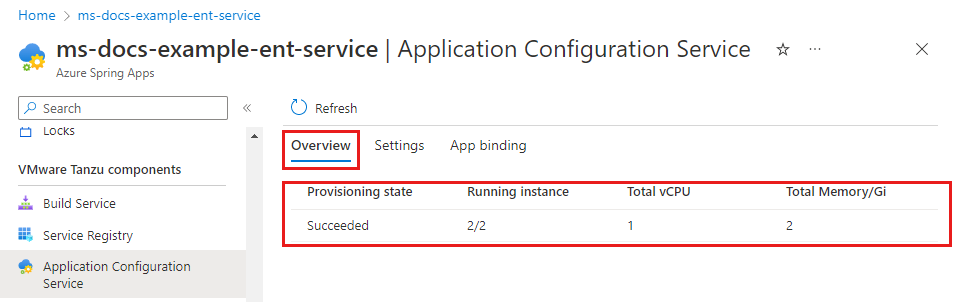 Home > ms-docs-example-ent-service
ms-docs-example-ent-service | Application Configuration Service
Azure Spring Apps
Search
Locks
VMware Tanzu components
Build Service
Service Registry
Application Configuration
Service
Refresh
Overview Settings App binding
Provisioning state Running instance Total vCPU Total Memory/Gi
Succeeded 2/2 1 2